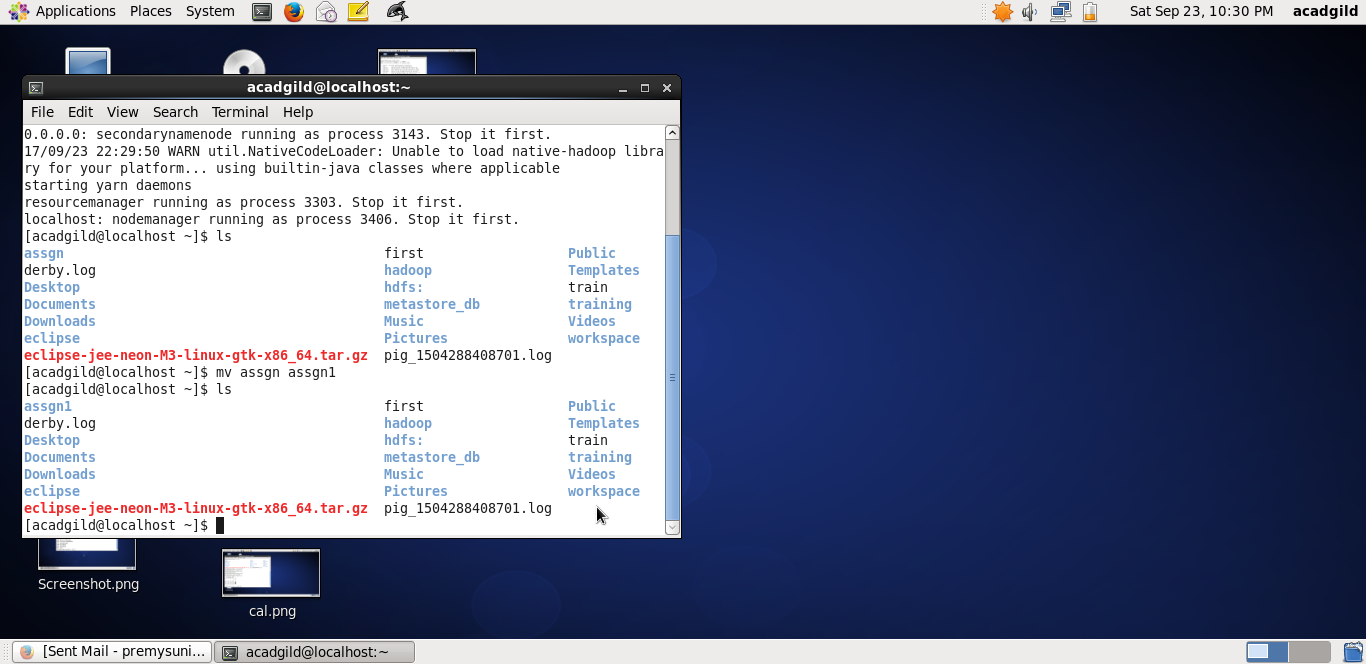 Applications Places System Sat Sep 23, 10:30 PM acadgild
acadgild@localhost:~
File Edit View Search Terminal Help
0.0.0.0: secondarynamenode running as process 3143. Stop it first.
17/09/23 22:29:50 WARN util.NativeCodeLoader: Unable to load native-hadoop libra
ry for your platform... using builtin-java classes where applicable
starting yarn daemons
resourcemanager running as process 3303. Stop it first.
localhost: nodemanager running as process 3406. Stop it first.
[acadgild@localhost ~]$ ls
assgn first Public
derby.log hadoop Templates
Desktop hdfs: train
Documents metastore_db training
Downloads Music Videos
eclipse Pictures workspace
eclipse-jee-neon-M3-linux-gtk-x86_64.tar.gz pig_1504288408701.log
[acadgild@localhost ~]$ mv assgn assgn1
[acadgild@localhost ~]$ ls
assgn1 first Public
derby.log hadoop Templates
Desktop hdfs: train
Documents metastore_db training
Downloads Music Videos
eclipse Pictures workspace
eclipse-jee-neon-M3-linux-gtk-x86_64.tar.gz pig_1504288408701.log
[acadgild@localhost ~]$
Screenshot.png
cal.png
[Sent Mail - premysuni... acadgild@localhost:~